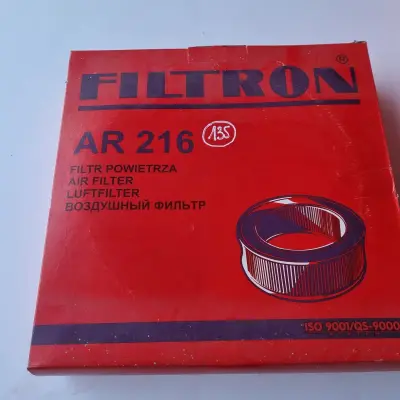 FILTRON®
AR 216 135
FILTR POWIETRZA
AIR FILTER
LUFTFILTER
ВОЗДУШНЫЙ ФИЛЬТР
*ISO 9001/QS-9000